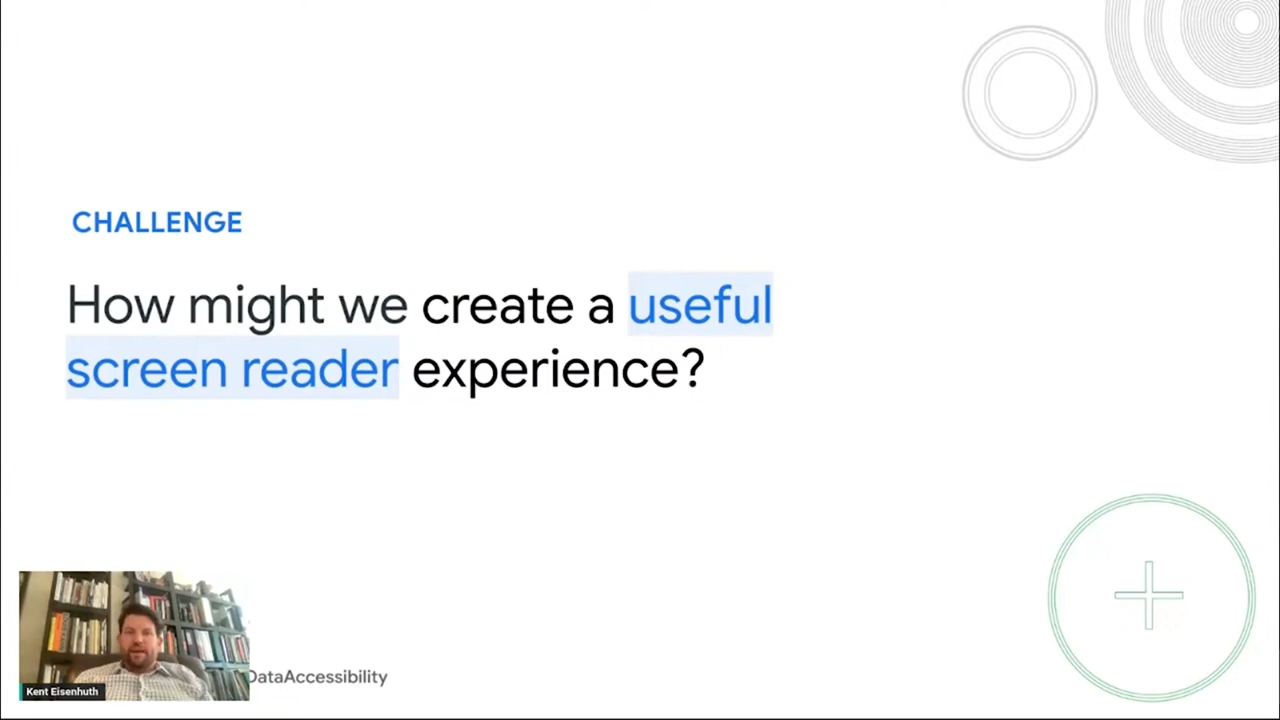 CHALLENGE
How might we create a useful
screen reader experience?
DataAccessibility
Kent Eisenhuth